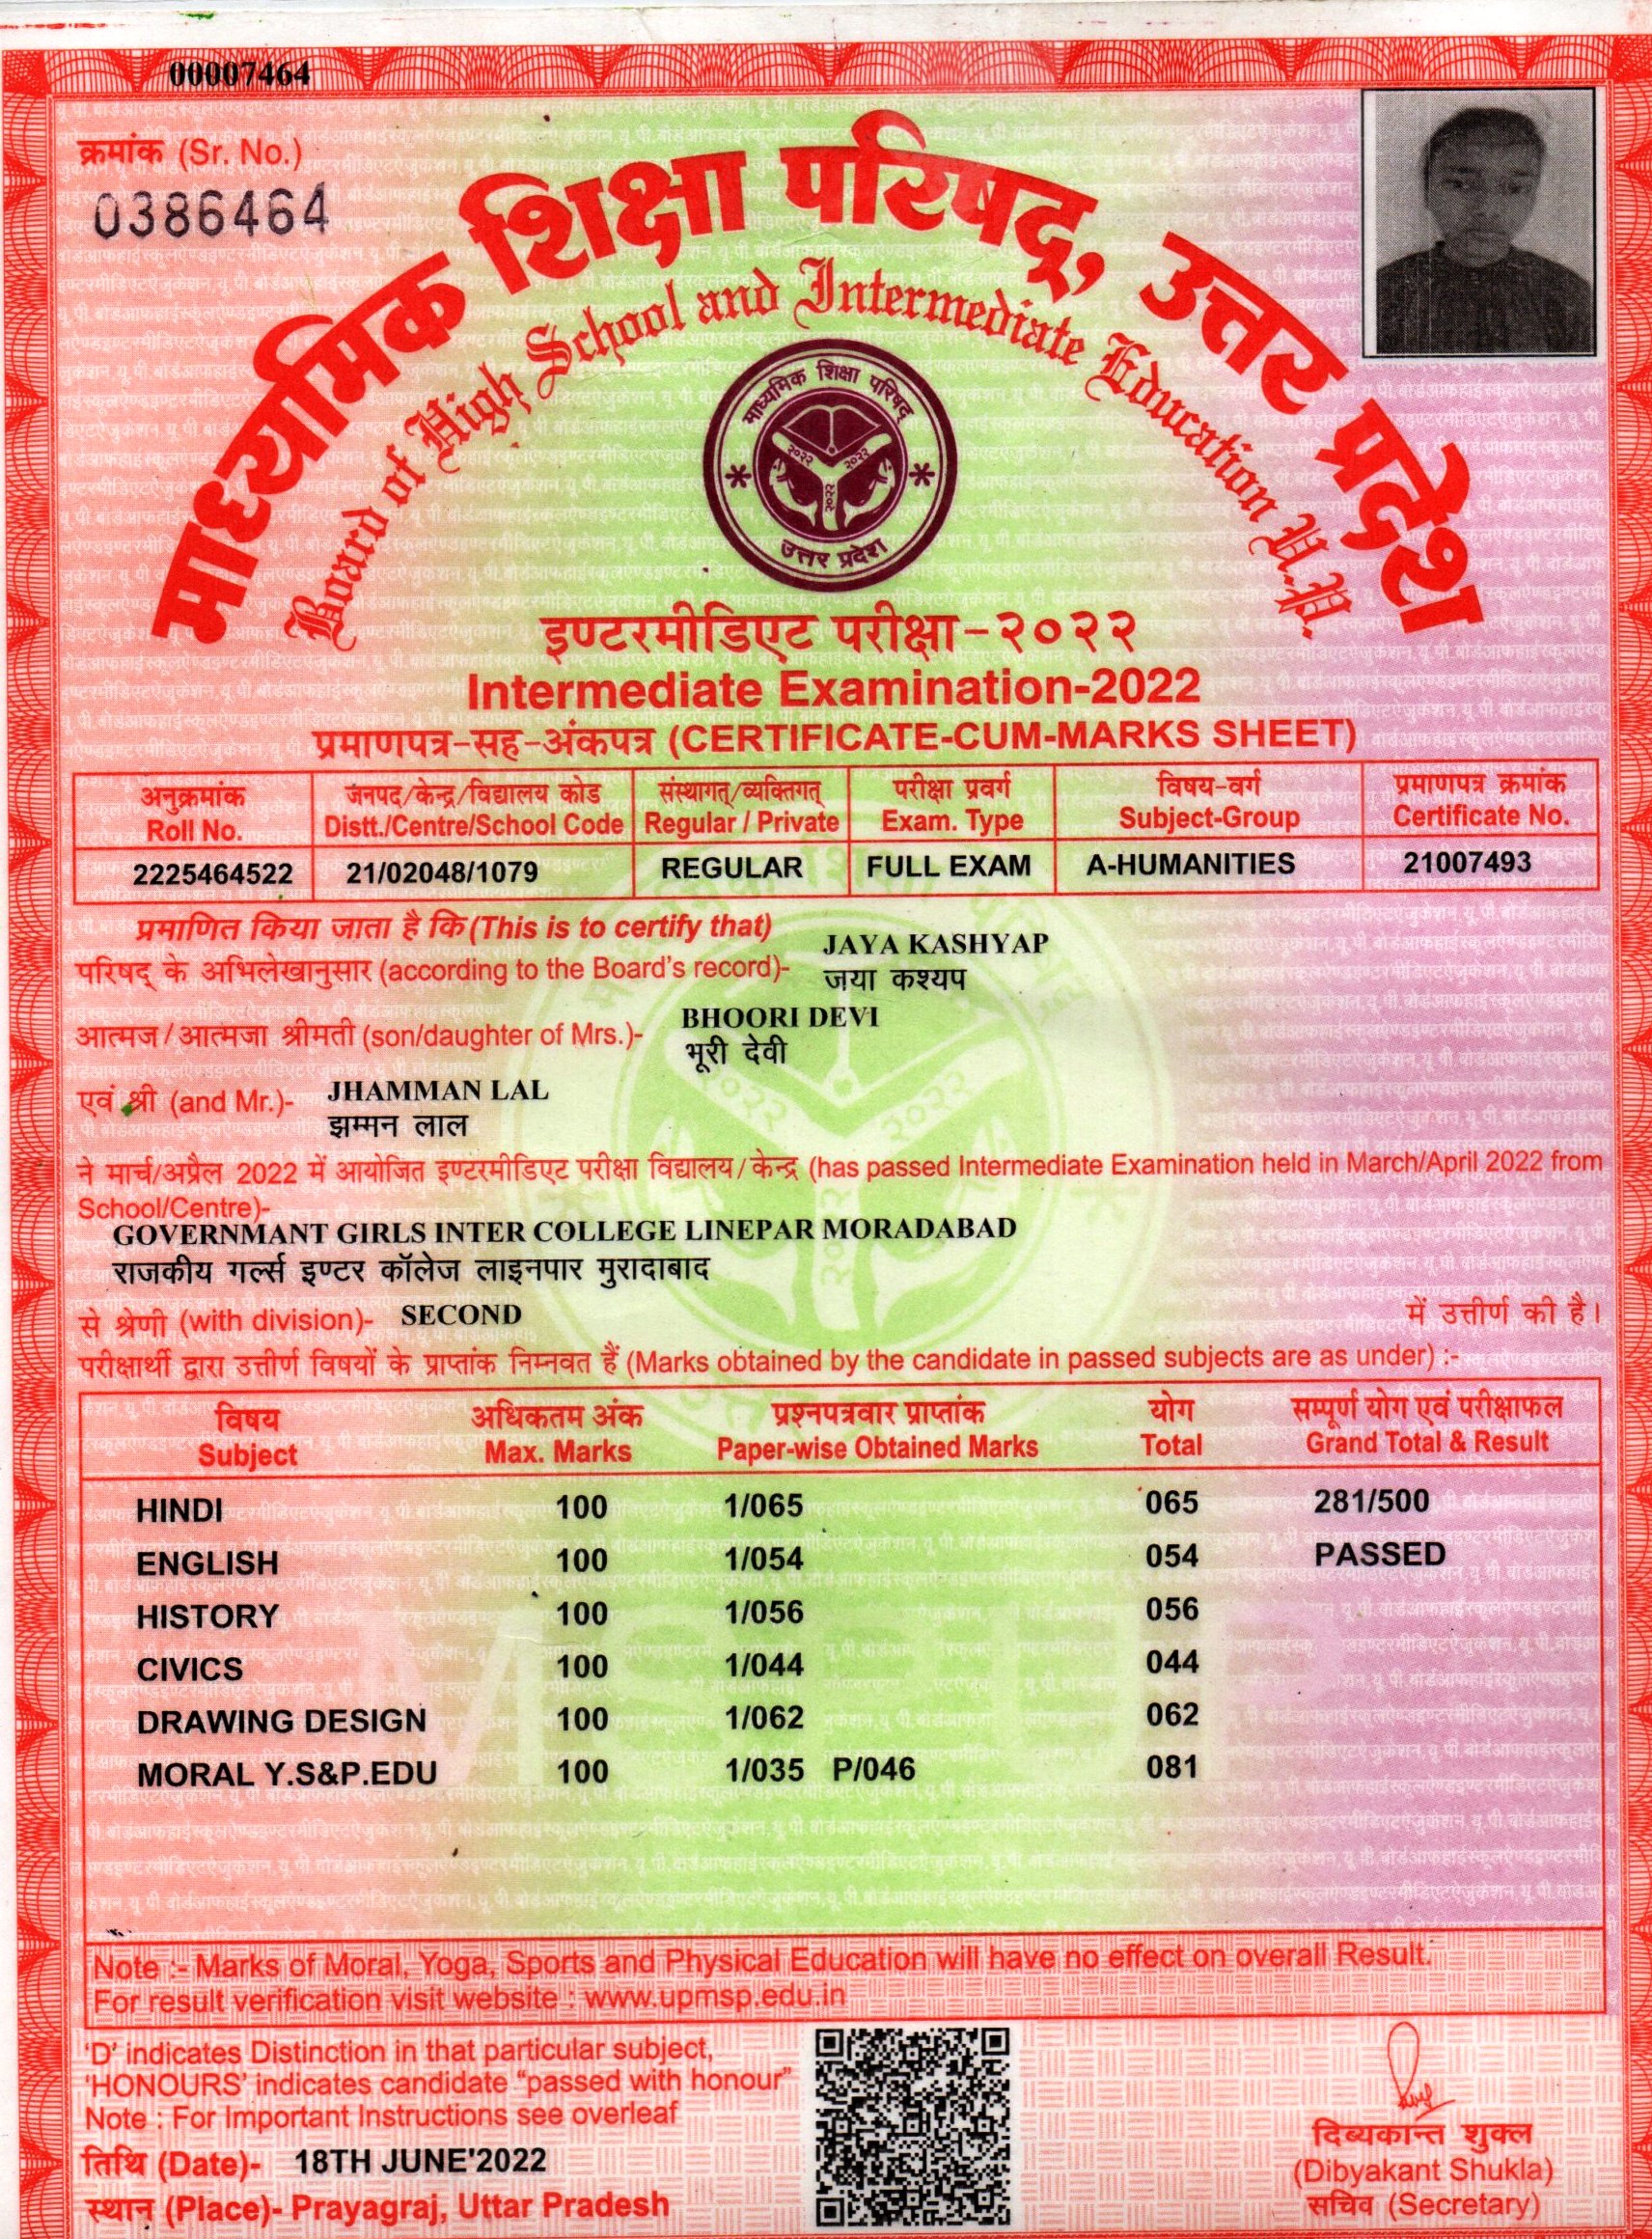 00007464
क्रमांक (Sr. No.)
0386464
माध्यमिक शिक्षा परिषद्, उत्तर प्रदेश
Board of High School and Intermediate Education U.P.
माध्यमिक शिक्षा परिषद्
२०२२ २०२२
२०२२
उत्तर प्रदेश
इण्टरमीडिएट परीक्षा-२०२२
Intermediate Examination-2022
प्रमाणपत्र-सह-अंकपत्र (CERTIFICATE-CUM-MARKS SHEET)
अनुक्रमांक जनपद/केन्द्र/विद्यालय कोड संस्थागत्/व्यक्तिगत् परीक्षा प्रवर्ग विषय-वर्ग प्रमाणपत्र क्रमांक
Roll No. Distt./Centre/School Code Regular / Private Exam. Type Subject-Group Certificate No.
2225464522 21/02048/1079 REGULAR FULL EXAM A-HUMANITIES 21007493
प्रमाणित किया जाता है कि (This is to certify that)
JAYA KASHYAP
परिषद् के अभिलेखानुसार (according to the Board's record)- जया कश्यप
BHOORI DEVI
आत्मज / आत्मजा श्रीमती (son/daughter of Mrs.)- भूरी देवी
एवं श्री (and Mr.)- JHAMMAN LAL
झम्मन लाल
ने मार्च/अप्रैल 2022 में आयोजित इण्टरमीडिएट परीक्षा विद्यालय/केन्द्र (has passed Intermediate Examination held in March/April 2022 from
School/Centre)-
GOVERNMANT GIRLS INTER COLLEGE LINEPAR MORADABAD
राजकीय गर्ल्स इण्टर कॉलेज लाइनपार मुरादाबाद
से श्रेणी (with division)- SECOND में उत्तीर्ण की है।
परीक्षार्थी द्वारा उत्तीर्ण विषयों के प्राप्तांक निम्नवत हैं (Marks obtained by the candidate in passed subjects are as under) :-
विषय अधिकतम अंक प्रश्नपत्रवार प्राप्तांक योग सम्पूर्ण योग एवं परीक्षाफल
Subject Max. Marks Paper-wise Obtained Marks Total Grand Total & Result
HINDI 100 1/065 065 281/500
ENGLISH 100 1/054 054 PASSED
HISTORY 100 1/056 056
CIVICS 100 1/044 044
DRAWING DESIGN 100 1/062 062
MORAL Y.S&P.EDU 100 1/035 P/046 081
Note :- Marks of Moral, Yoga, Sports and Physical Education will have no effect on overall Result.
For result verification visit website : www.upmsp.edu.in
'D' indicates Distinction in that particular subject,
'HONOURS' indicates candidate "passed with honour"
Note : For Important Instructions see overleaf
तिथि (Date)- 18TH JUNE'2022
स्थान (Place)- Prayagraj, Uttar Pradesh
दिब्यकान्त शुक्ल
(Dibyakant Shukla)
सचिव (Secretary)